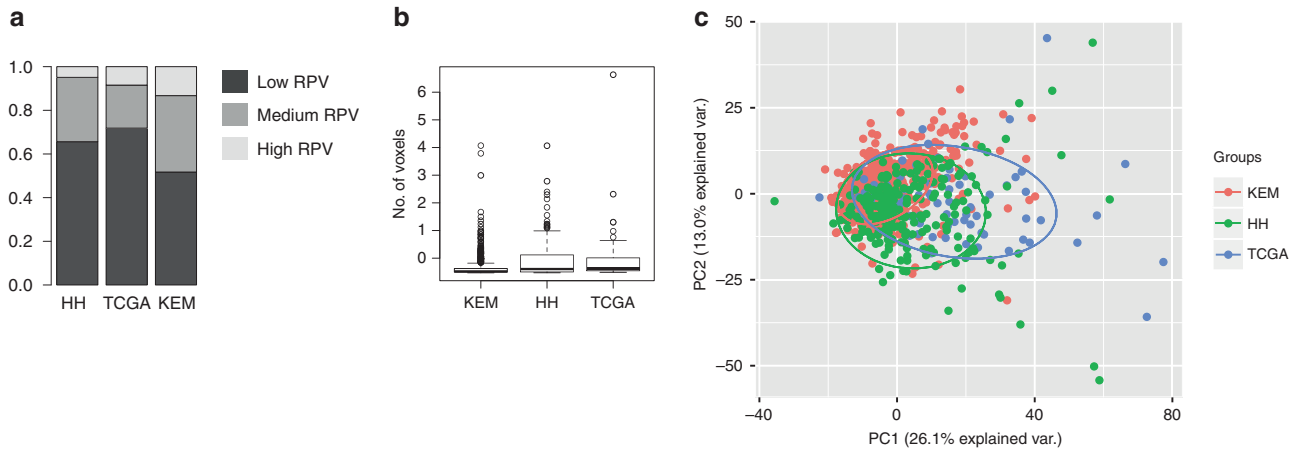 a
1.0
0.8
0.6
0.4
0.2
0.0
HH TCGA KEM
Low RPV
Medium RPV
High RPV
b
No. of voxels
6
5
4
3
2
1
0
KEM HH TCGA
c
PC2 (13.0% explained var.)
50
25
0
−25
−50
−40 0 40 80
PC1 (26.1% explained var.)
Groups
KEM
HH
TCGA